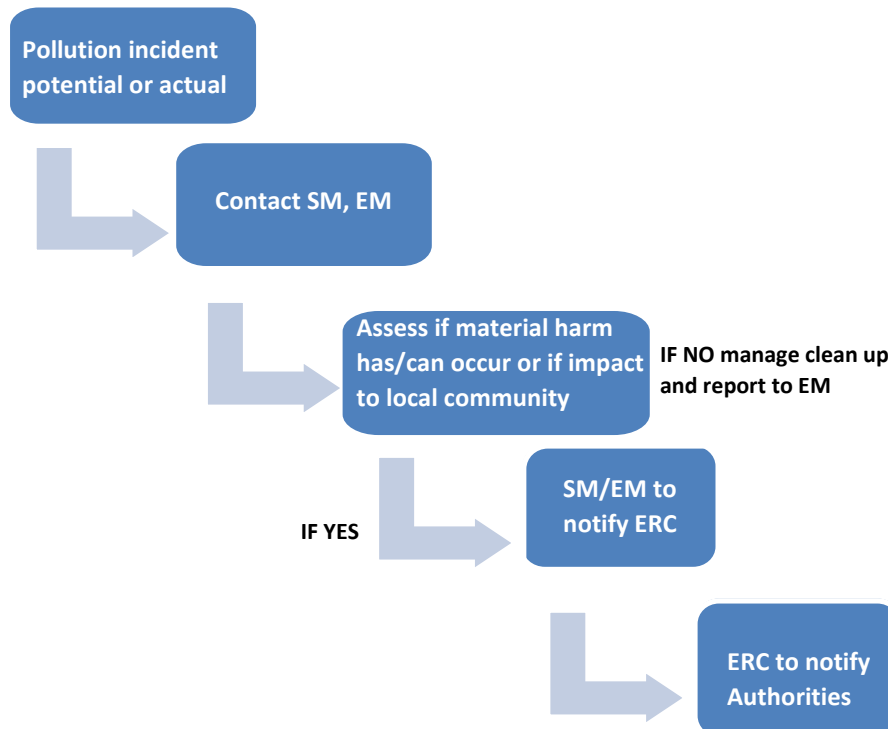 Pollution incident
potential or actual
Contact SM, EM
Assess if material harm
has/can occur or if impact
to local community
IF NO manage clean up
and report to EM
IF YES
SM/EM to
notify ERC
ERC to notify
Authorities